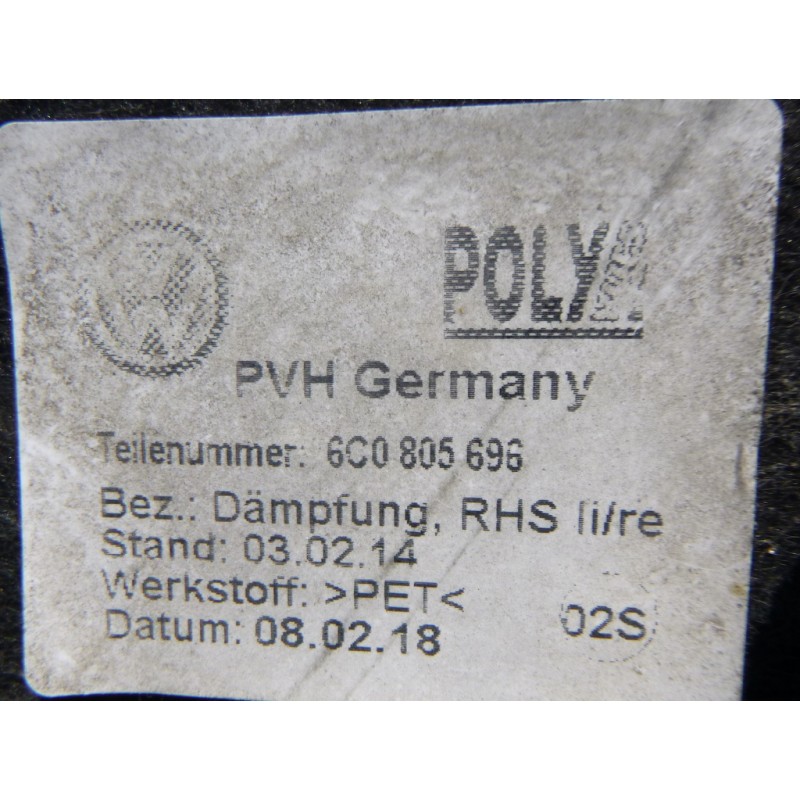 POLY
PVH Germany
Teilenummer: 6C0 805 696
Bez.: Dämpfung, RHS li/re
Stand: 03.02.14
Werkstoff: >PET<
Datum: 08.02.18
02S